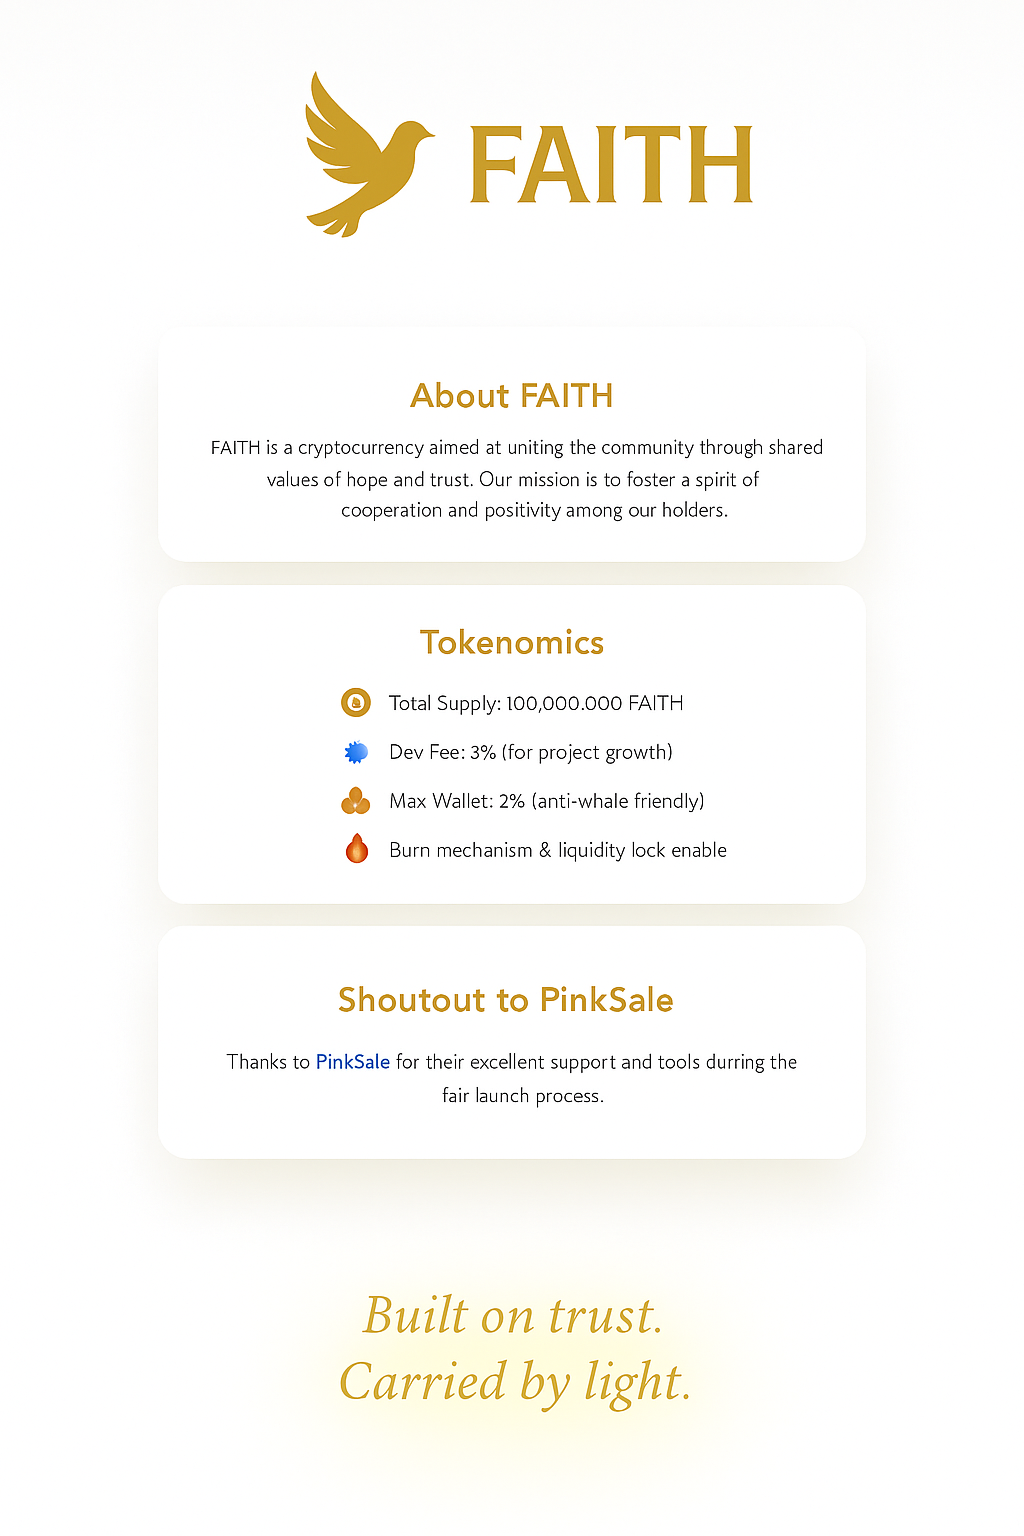 FAITH
About FAITH
FAITH is a cryptocurrency aimed at uniting the community through shared
values of hope and trust. Our mission is to foster a spirit of
cooperation and positivity among our holders.
Tokenomics
Total Supply: 100,000.000 FAITH
Dev Fee: 3% (for project growth)
Max Wallet: 2% (anti-whale friendly)
Burn mechanism & liquidity lock enable
Shoutout to PinkSale
Thanks to PinkSale for their excellent support and tools durring the
fair launch process.
Built on trust.
Carried by light.